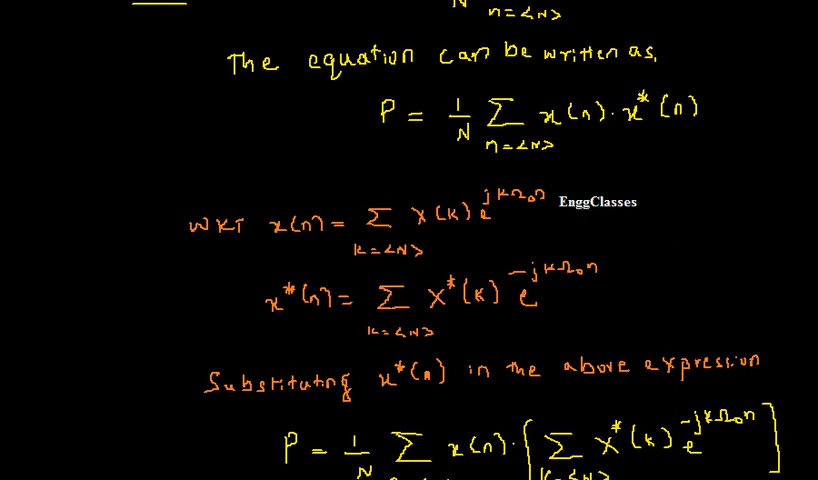 N n=<N>
The equation can be written as,
P = 1/N Σ n=<N> x(n)·x*(n)
WKT x(n) = Σ k=<N> X(k) e^jkΩ₀n EnggClasses
x*(n) = Σ k=<N> X*(k) e^-jkΩ₀n
Substituting x*(n) in the above expression
P = 1/N Σ x(n)·[Σ k=<N> X*(k) e^-jkΩ₀n]